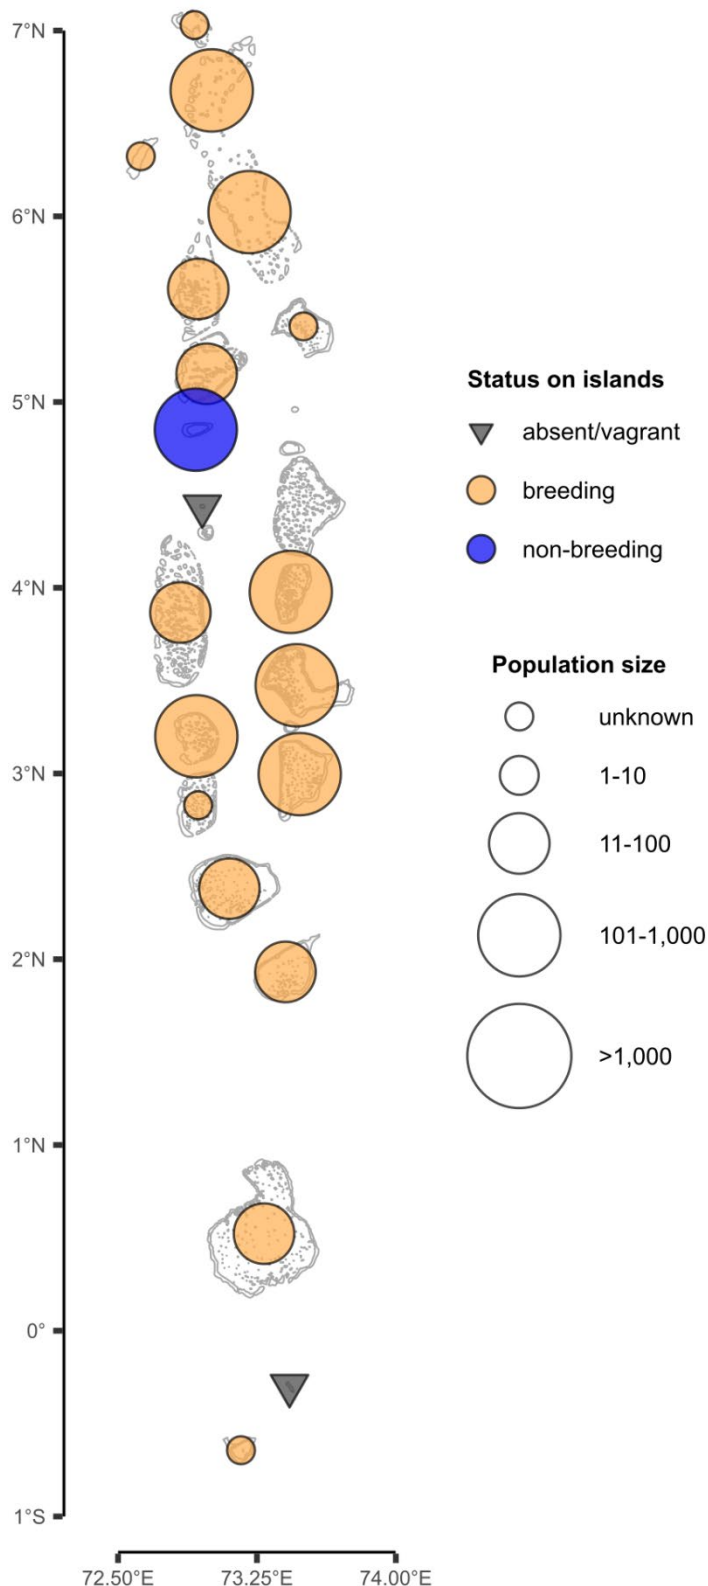 7°N
6°N
5°N
4°N
3°N
2°N
1°N
0°
1°S
72.50°E 73.25°E 74.00°E
Status on islands
absent/vagrant
breeding
non-breeding
Population size
unknown
1-10
11-100
101-1,000
>1,000